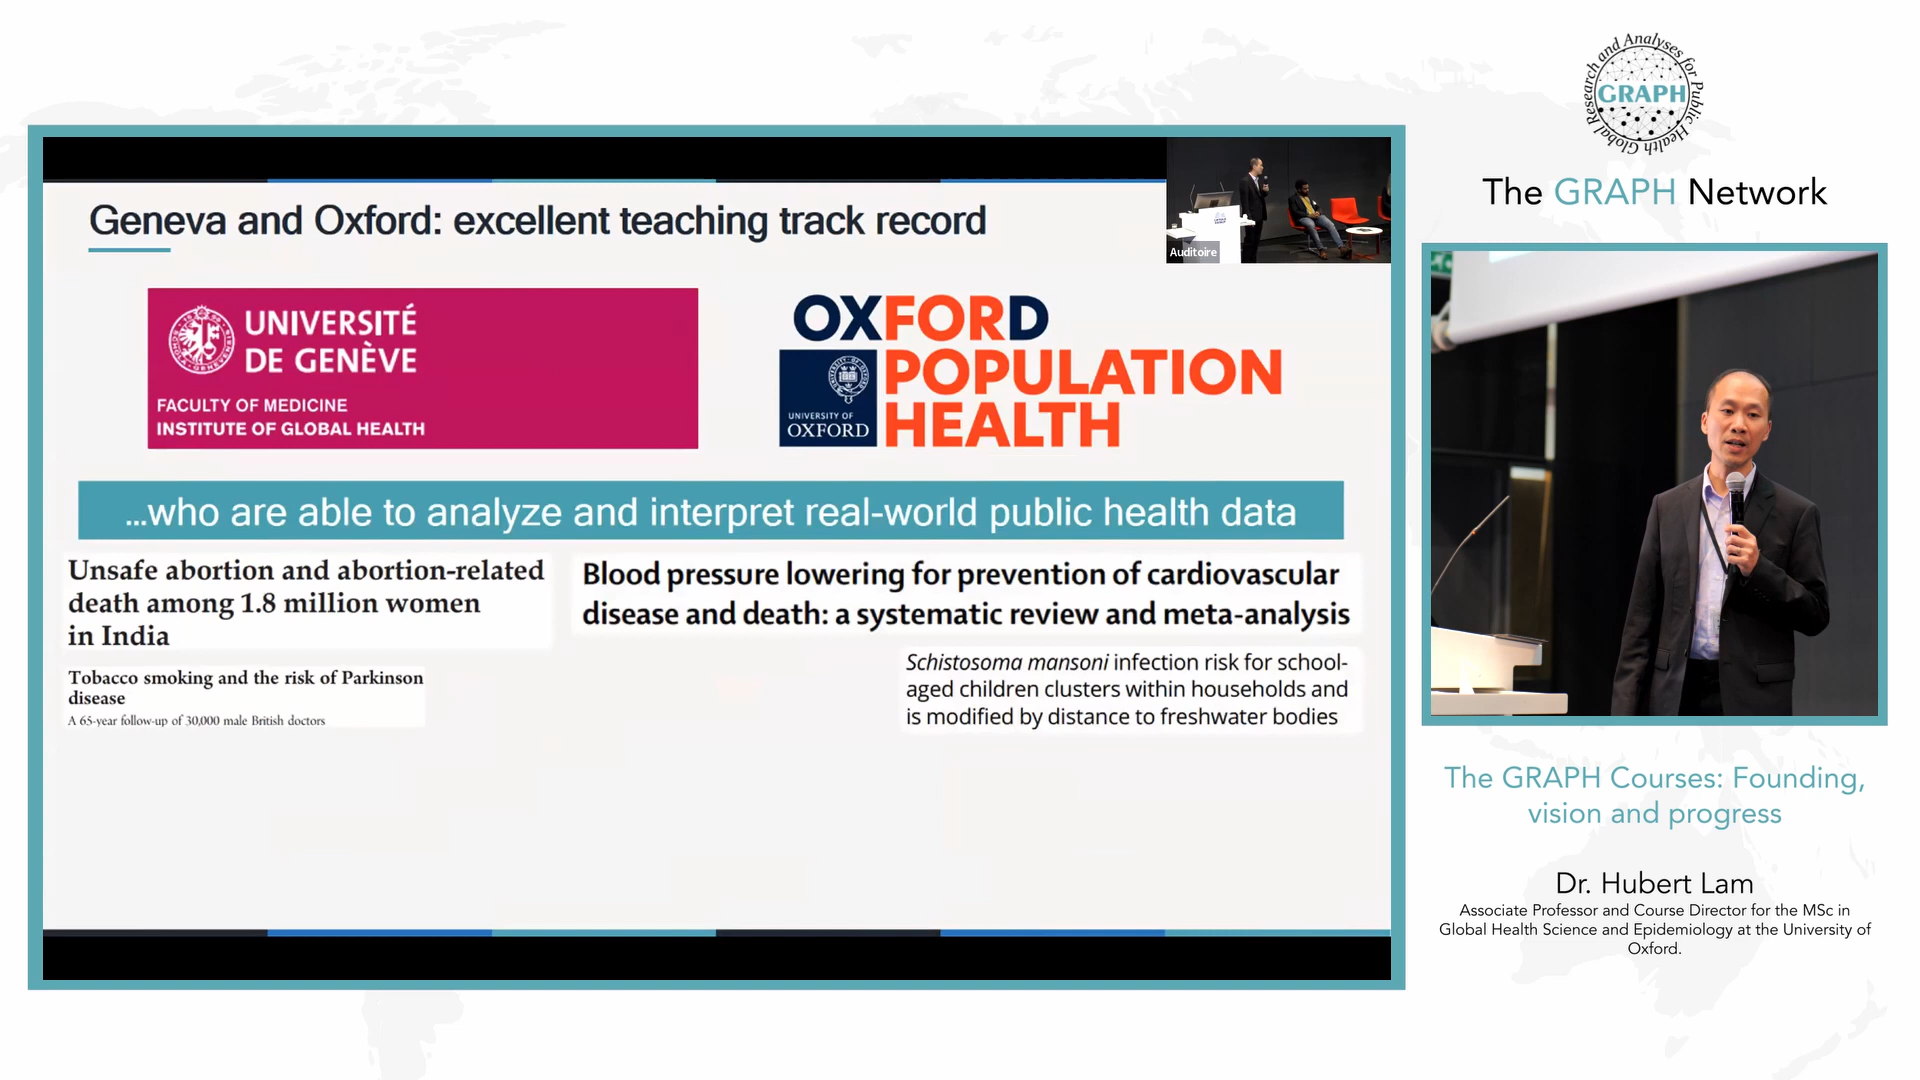 Geneva and Oxford: excellent teaching track record
Auditoire
UNIVERSITÉ
DE GENÈVE
FACULTY OF MEDICINE
INSTITUTE OF GLOBAL HEALTH
OXFORD
POPULATION
HEALTH
UNIVERSITY OF
OXFORD
...who are able to analyze and interpret real-world public health data
Unsafe abortion and abortion-related
death among 1.8 million women
in India
Tobacco smoking and the risk of Parkinson
disease
A 65-year follow-up of 30,000 male British doctors
Blood pressure lowering for prevention of cardiovascular
disease and death: a systematic review and meta-analysis
Schistosoma mansoni infection risk for school-
aged children clusters within households and
is modified by distance to freshwater bodies
Global Research and Analyses for Public Health
GRAPH
The GRAPH Network
The GRAPH Courses: Founding,
vision and progress
Dr. Hubert Lam
Associate Professor and Course Director for the MSc in
Global Health Science and Epidemiology at the University of
Oxford.